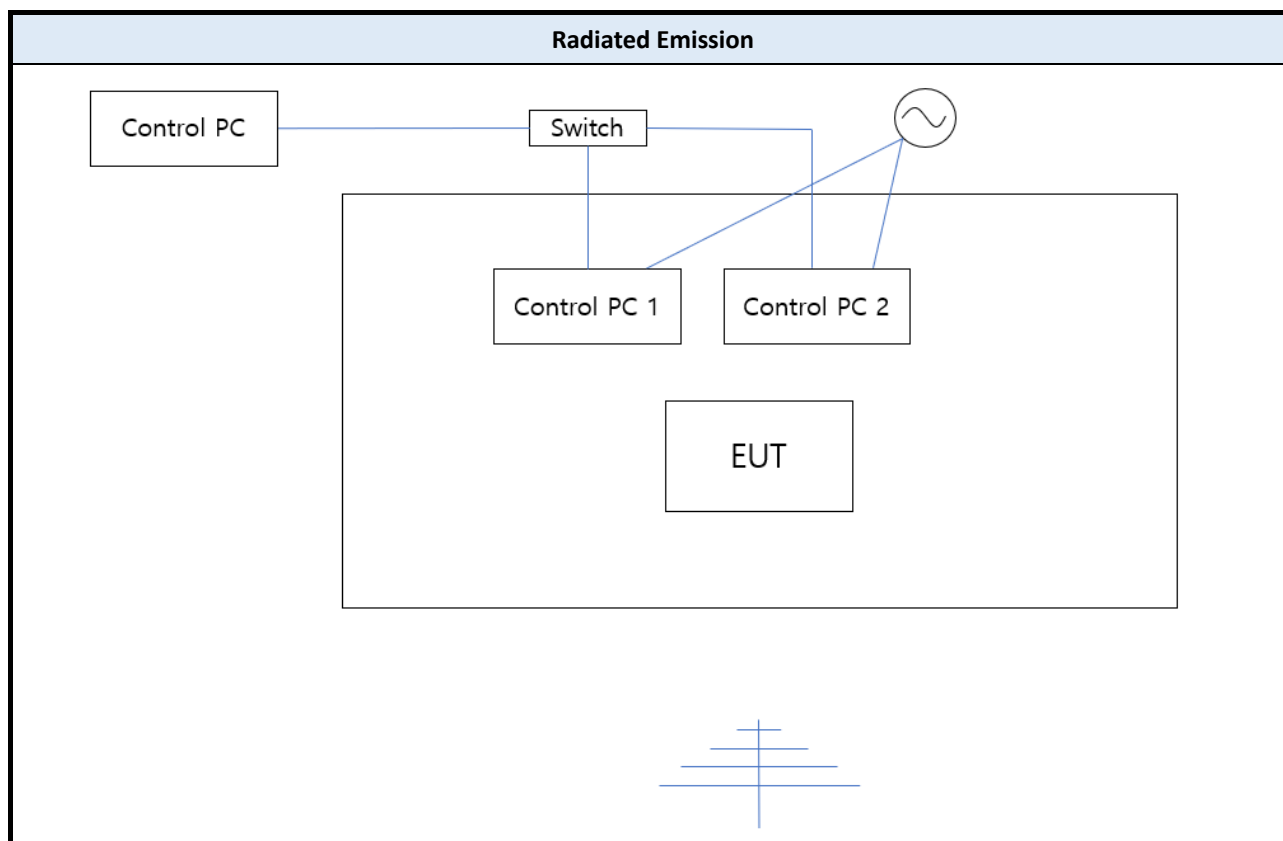 Radiated Emission
Control PC
Switch
Control PC 1
Control PC 2
EUT